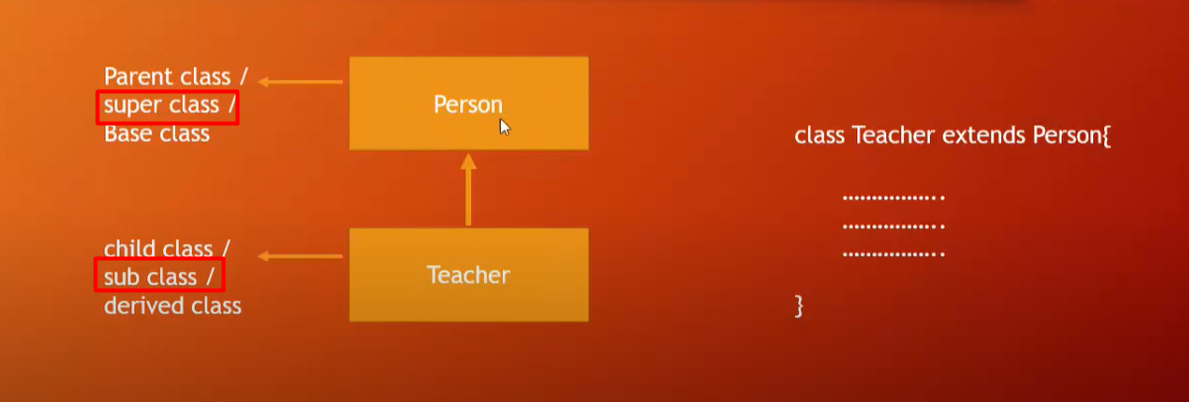 Parent class /
super class /
Base class
Person
child class /
sub class /
derived class
Teacher
class Teacher extends Person{
..................
..................
..................
}